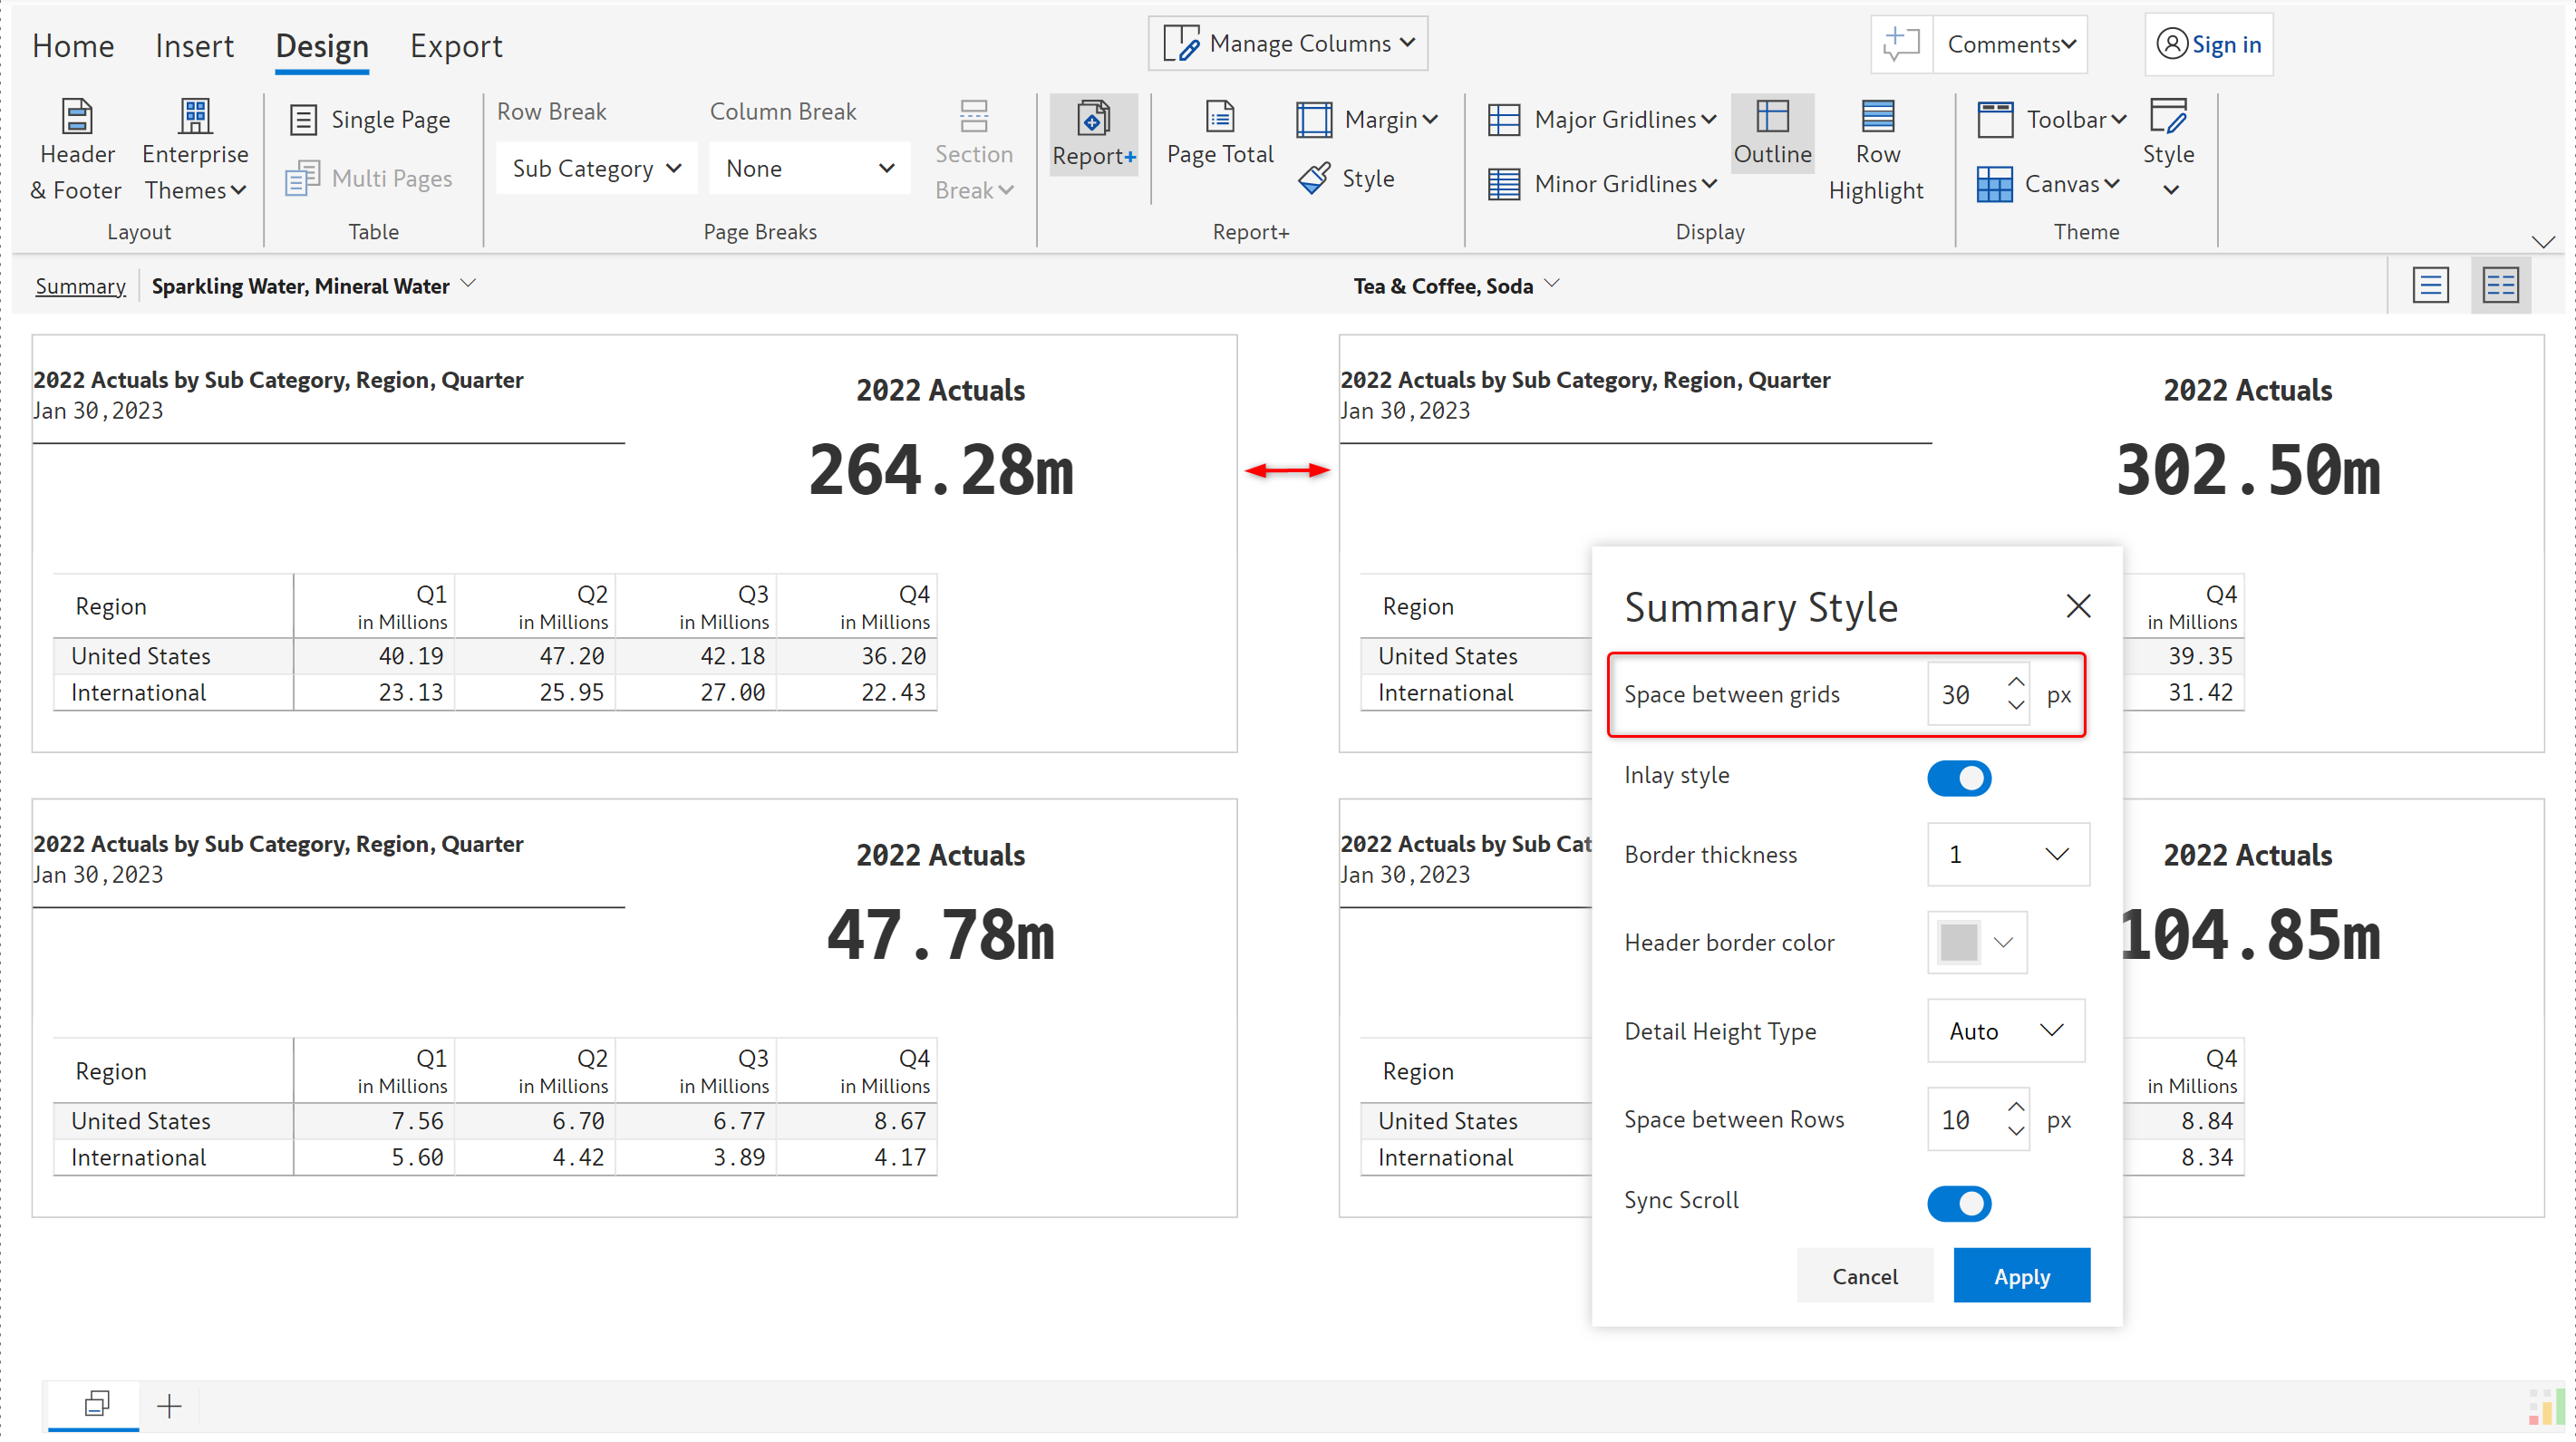 Home Insert Design Export Manage Columns Comments Sign in
Header & Footer
Enterprise Themes
Layout
Single Page
Multi Pages
Table
Row Break Column Break
Sub Category None
Section Break
Page Breaks
Report+
Page Total
Margin
Style
Report+
Major Gridlines
Minor Gridlines
Outline
Row Highlight
Display
Toolbar
Canvas
Style
Theme
Summary Sparkling Water, Mineral Water Tea & Coffee, Soda
2022 Actuals by Sub Category, Region, Quarter
Jan 30,2023
2022 Actuals
264.28m
Region Q1 in Millions Q2 in Millions Q3 in Millions Q4 in Millions
United States 40.19 47.20 42.18 36.20
International 23.13 25.95 27.00 22.43
2022 Actuals by Sub Category, Region, Quarter
Jan 30,2023
2022 Actuals
302.50m
Region Q4 in Millions
United States 39.35
International 31.42
2022 Actuals by Sub Category, Region, Quarter
Jan 30,2023
2022 Actuals
47.78m
Region Q1 in Millions Q2 in Millions Q3 in Millions Q4 in Millions
United States 7.56 6.70 6.77 8.67
International 5.60 4.42 3.89 4.17
2022 Actuals by Sub Cat
Jan 30,2023
2022 Actuals
104.85m
Region Q4 in Millions
United States 8.84
International 8.34
Summary Style
Space between grids 30 px
Inlay style
Border thickness 1
Header border color
Detail Height Type Auto
Space between Rows 10 px
Sync Scroll
Cancel Apply